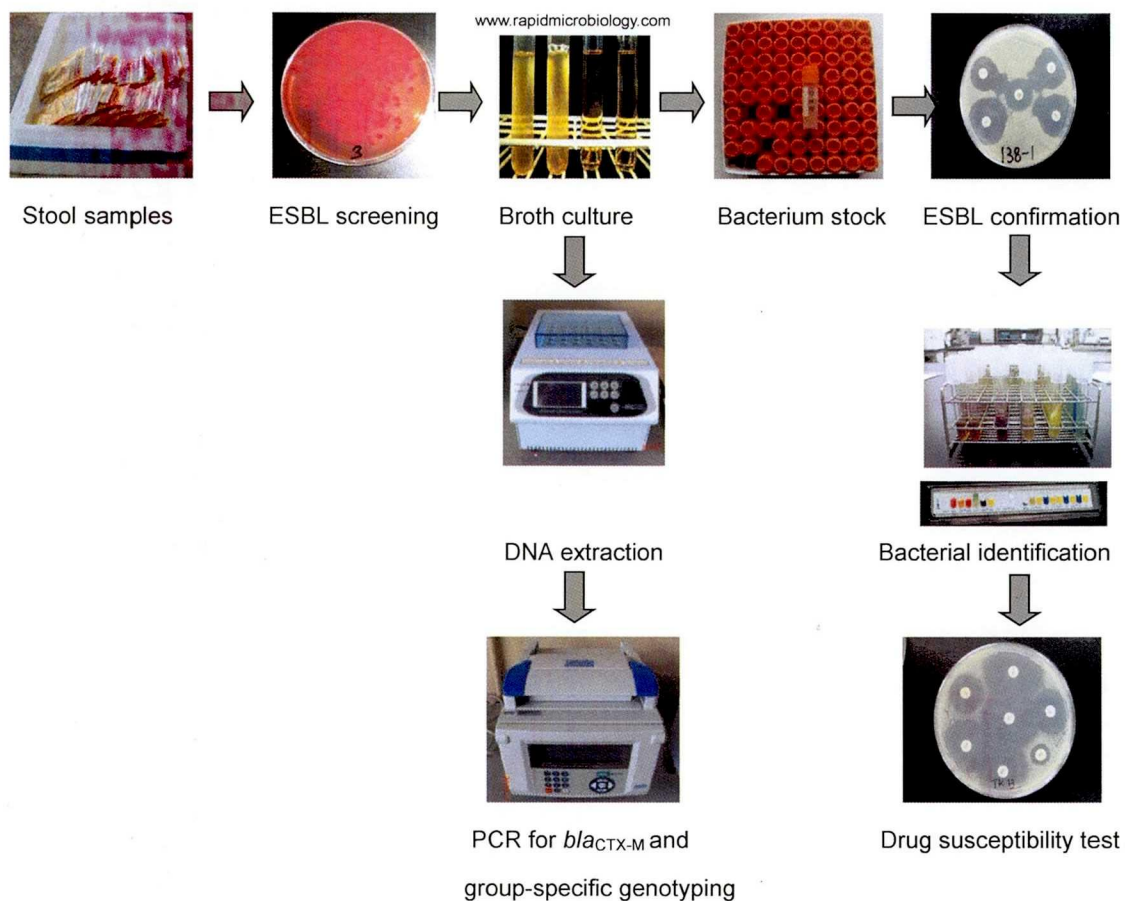 www.rapidmicrobiology.com
3
138-1
Stool samples
ESBL screening
Broth culture
Bacterium stock
ESBL confirmation
DNA extraction
Bacterial identification
PCR for blaCTX-M and
group-specific genotyping
Drug susceptibility test